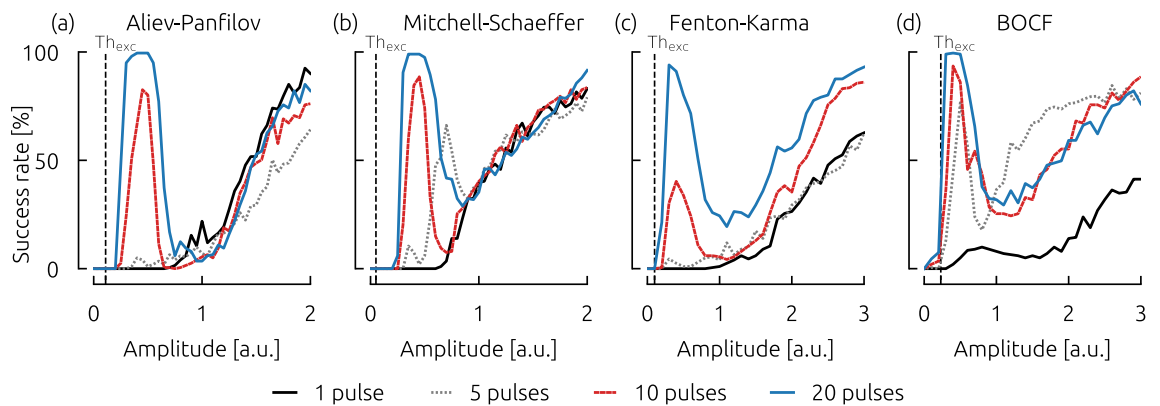 (a) Aliev-Panfilov (b) Mitchell-Schaeffer (c) Fenton-Karma (d) BOCF
Th_exc Th_exc Th_exc Th_exc
100
50
0
Success rate [%]
0 1 2 0 1 2 0 1 2 3 0 1 2 3
Amplitude [a.u.] Amplitude [a.u.] Amplitude [a.u.] Amplitude [a.u.]
1 pulse 5 pulses 10 pulses 20 pulses